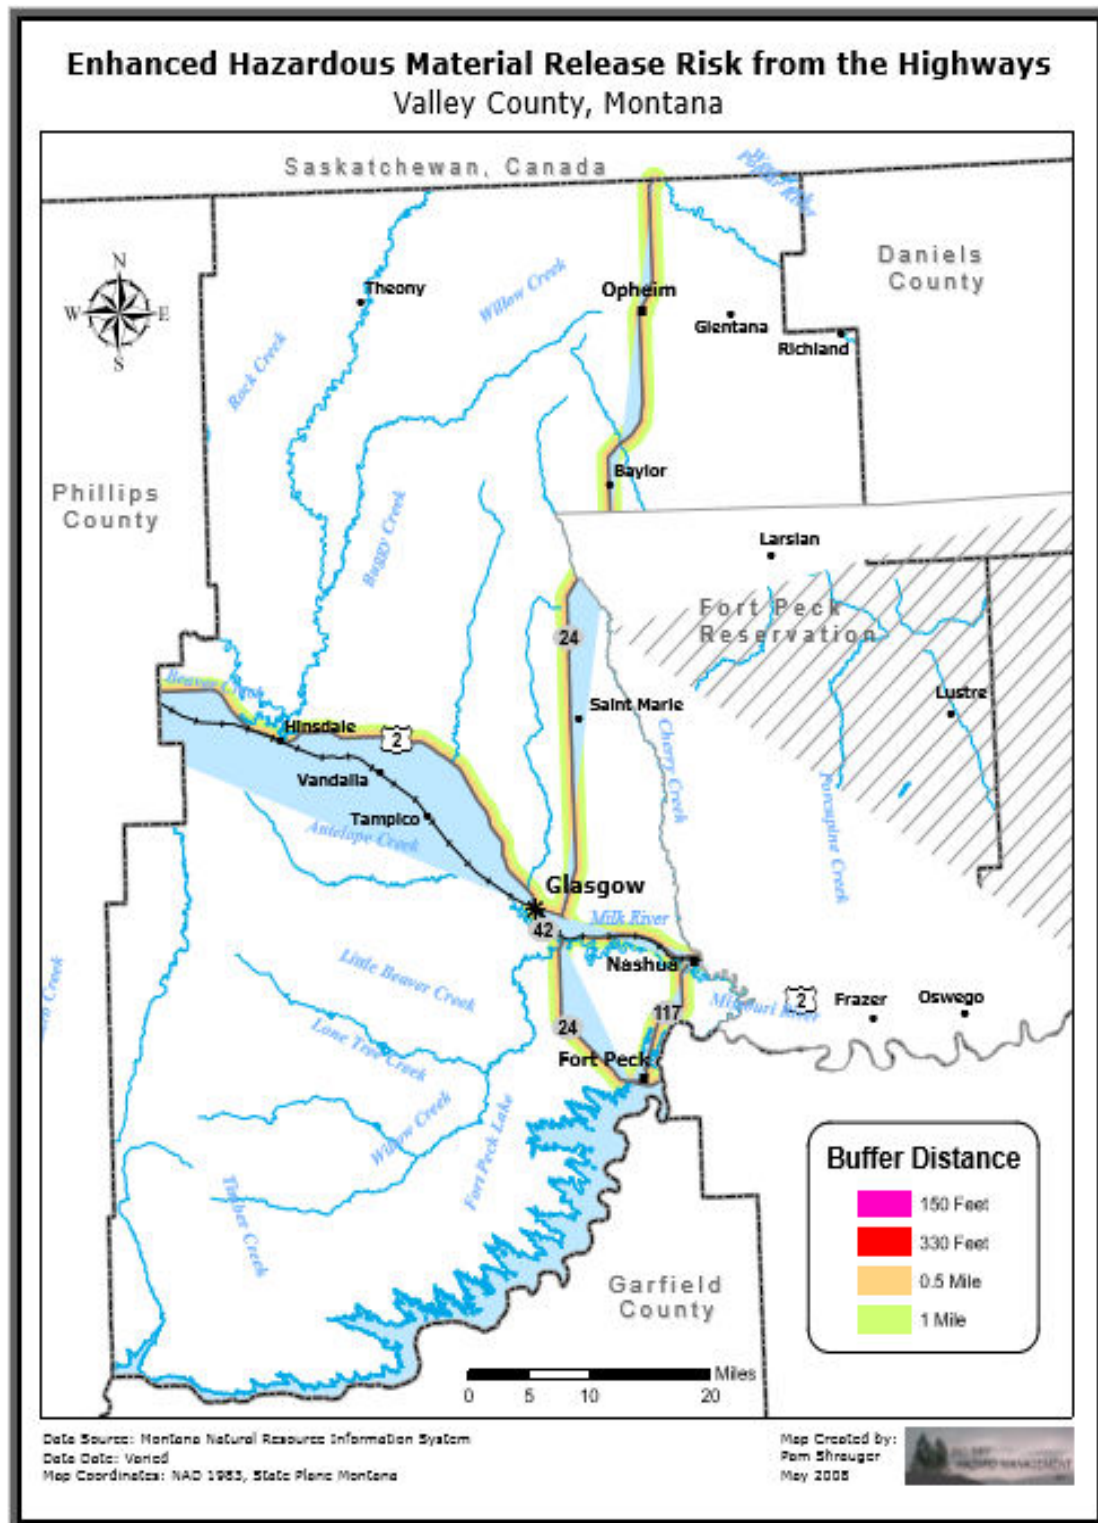 Enhanced Hazardous Material Release Risk from the Highways
Valley County, Montana
Saskatchewan, Canada
Daniels
County
N
W
E
S
Theony
Willow Creek
Opheim
Glentana
Richland
Rock Creek
Baylor
Phillips
County
Buggy Creek
Larslan
Fort Peck
Reservation
24
Beaver Creek
Lustre
Saint Marie
Hinsdale
2
Cherry Creek
Vandalia
Tampico
Porcupine Creek
Antelope Creek
Glasgow
Milk River
42
Nashua
Little Beaver Creek
Creek
Missouri River
2
Frazer
Oswego
117
24
Lone Tree Creek
Fort Peck
Willow Creek
Fort Peck Lake
Timber Creek
Buffer Distance
150 Feet
330 Feet
0.5 Mile
1 Mile
Garfield
County
Miles
0 5 10 20
Data Source: Montana Natural Resource Information System
Data Date: Varied
Map Coordinates: NAD 1983, State Plane Montana
Map Created by:
Pam Shrauger
May 2008
HAZARD MANAGEMENT